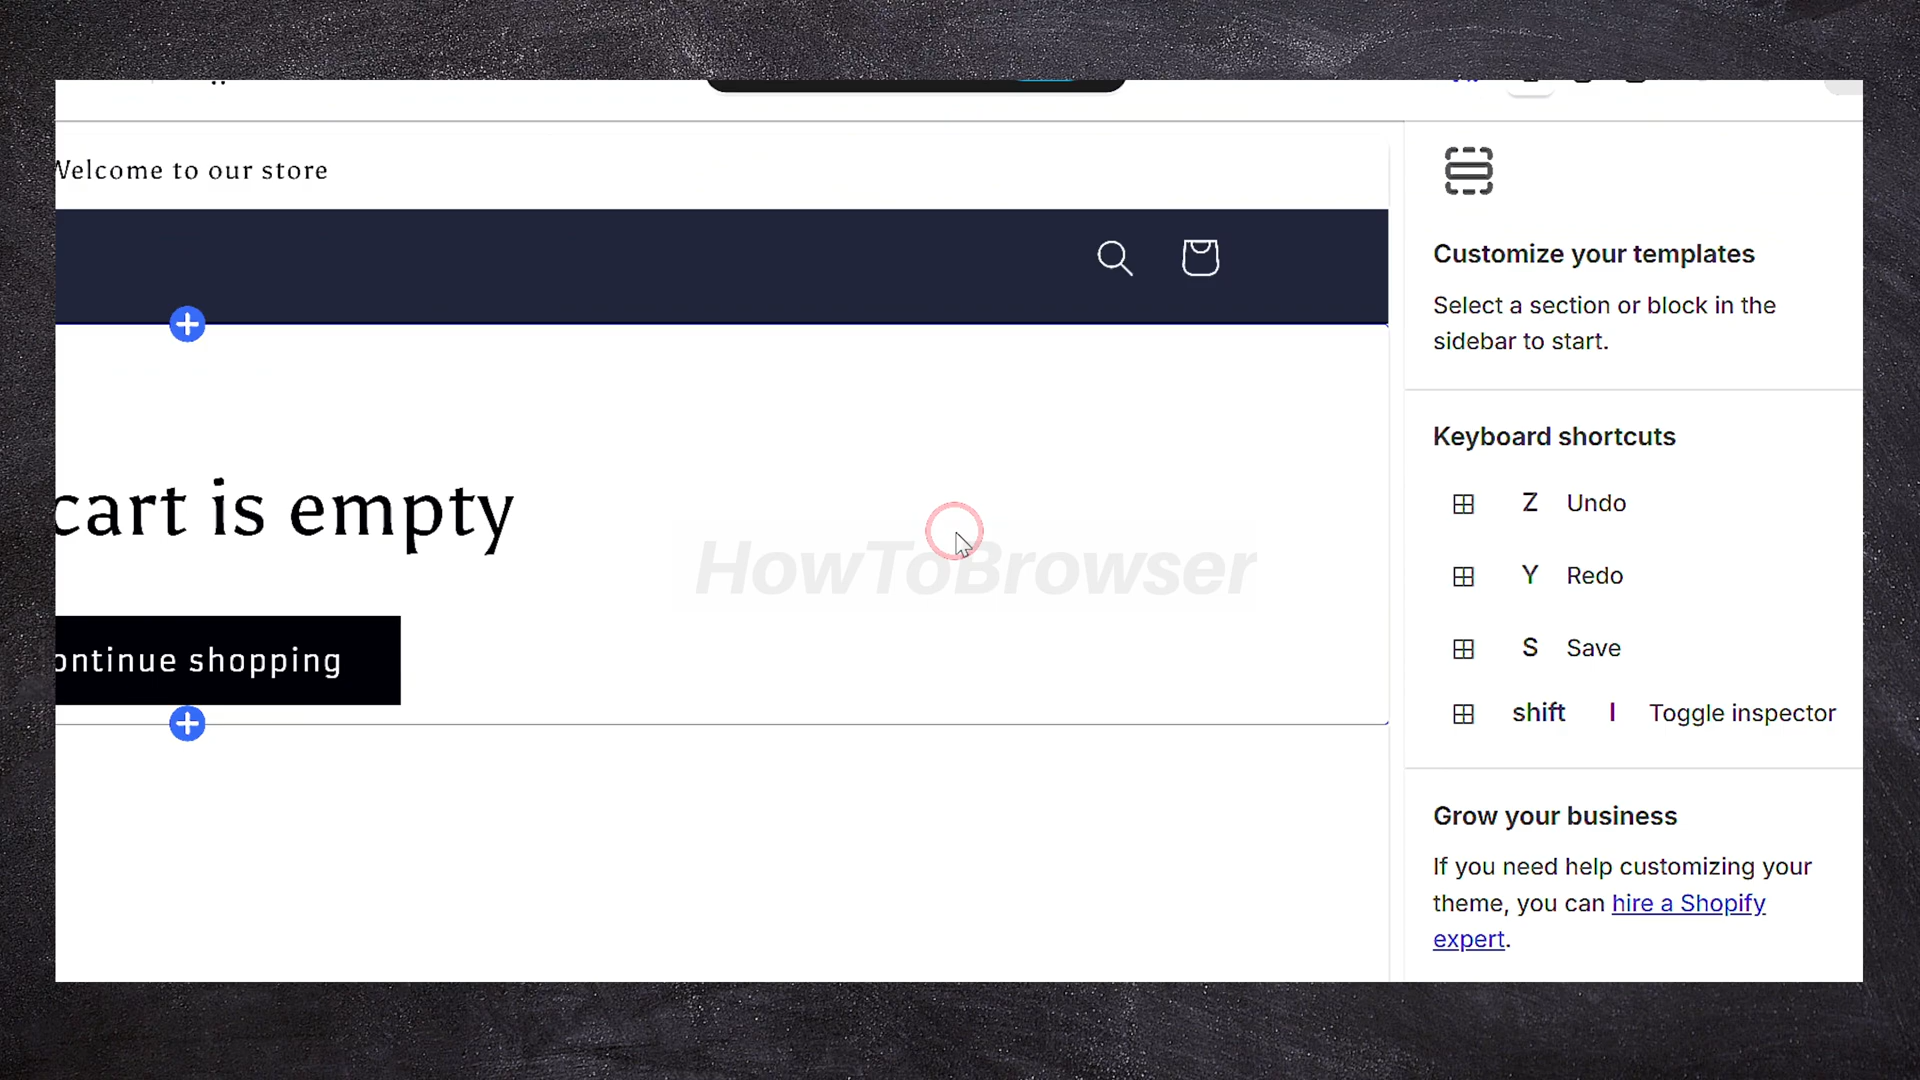 Welcome to our store
cart is empty
ontinue shopping
HowToBrowser
Customize your templates
Select a section or block in the
sidebar to start.
Keyboard shortcuts
Z Undo
Y Redo
S Save
shift I Toggle inspector
Grow your business
If you need help customizing your
theme, you can hire a Shopify
expert.